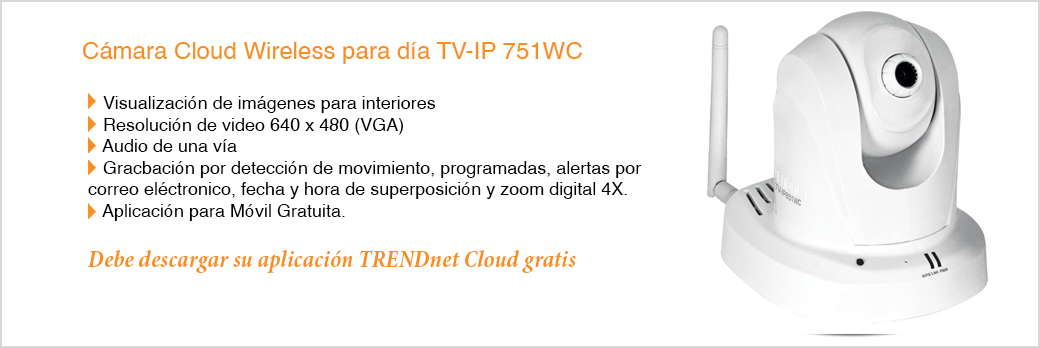 Cámara Cloud Wireless para día TV-IP 751WC
Visualización de imágenes para interiores
Resolución de video 640 x 480 (VGA)
Audio de una vía
Gracbación por detección de movimiento, programadas, alertas por
correo eléctronico, fecha y hora de superposición y zoom digital 4X.
Aplicación para Móvil Gratuita.
Debe descargar su aplicación TRENDnet Cloud gratis